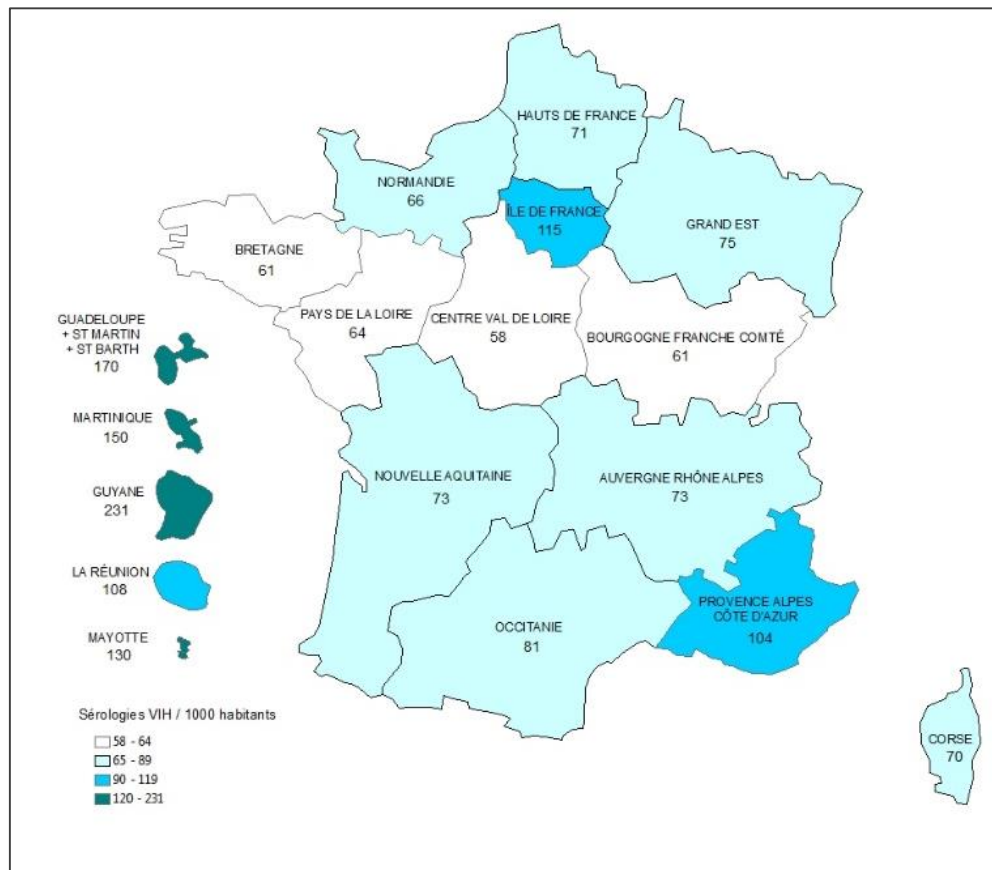 HAUTS DE FRANCE
71
NORMANDIE
66
ÎLE DE FRANCE
115
GRAND EST
75
BRETAGNE
61
PAYS DE LA LOIRE
64
CENTRE VAL DE LOIRE
58
BOURGOGNE FRANCHE COMTÉ
61
GUADELOUPE
+ ST MARTIN
+ ST BARTH
170
MARTINIQUE
150
GUYANE
231
LA RÉUNION
108
MAYOTTE
130
NOUVELLE AQUITAINE
73
AUVERGNE RHÔNE ALPES
73
OCCITANIE
81
PROVENCE ALPES
CÔTE D'AZUR
104
CORSE
70
Sérologies VIH / 1000 habitants
58 - 64
65 - 89
90 - 119
120 - 231